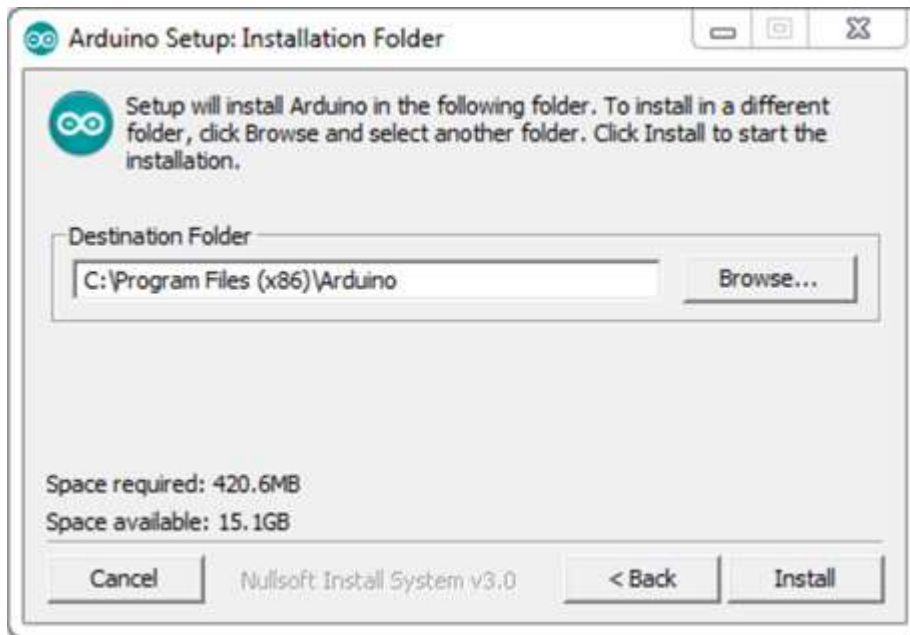 Arduino Setup: Installation Folder
Setup will install Arduino in the following folder. To install in a different
folder, click Browse and select another folder. Click Install to start the
installation.
Destination Folder
C:\Program Files (x86)\Arduino
Browse...
Space required: 420.6MB
Space available: 15.1GB
Cancel
Nullsoft Install System v3.0
< Back
Install